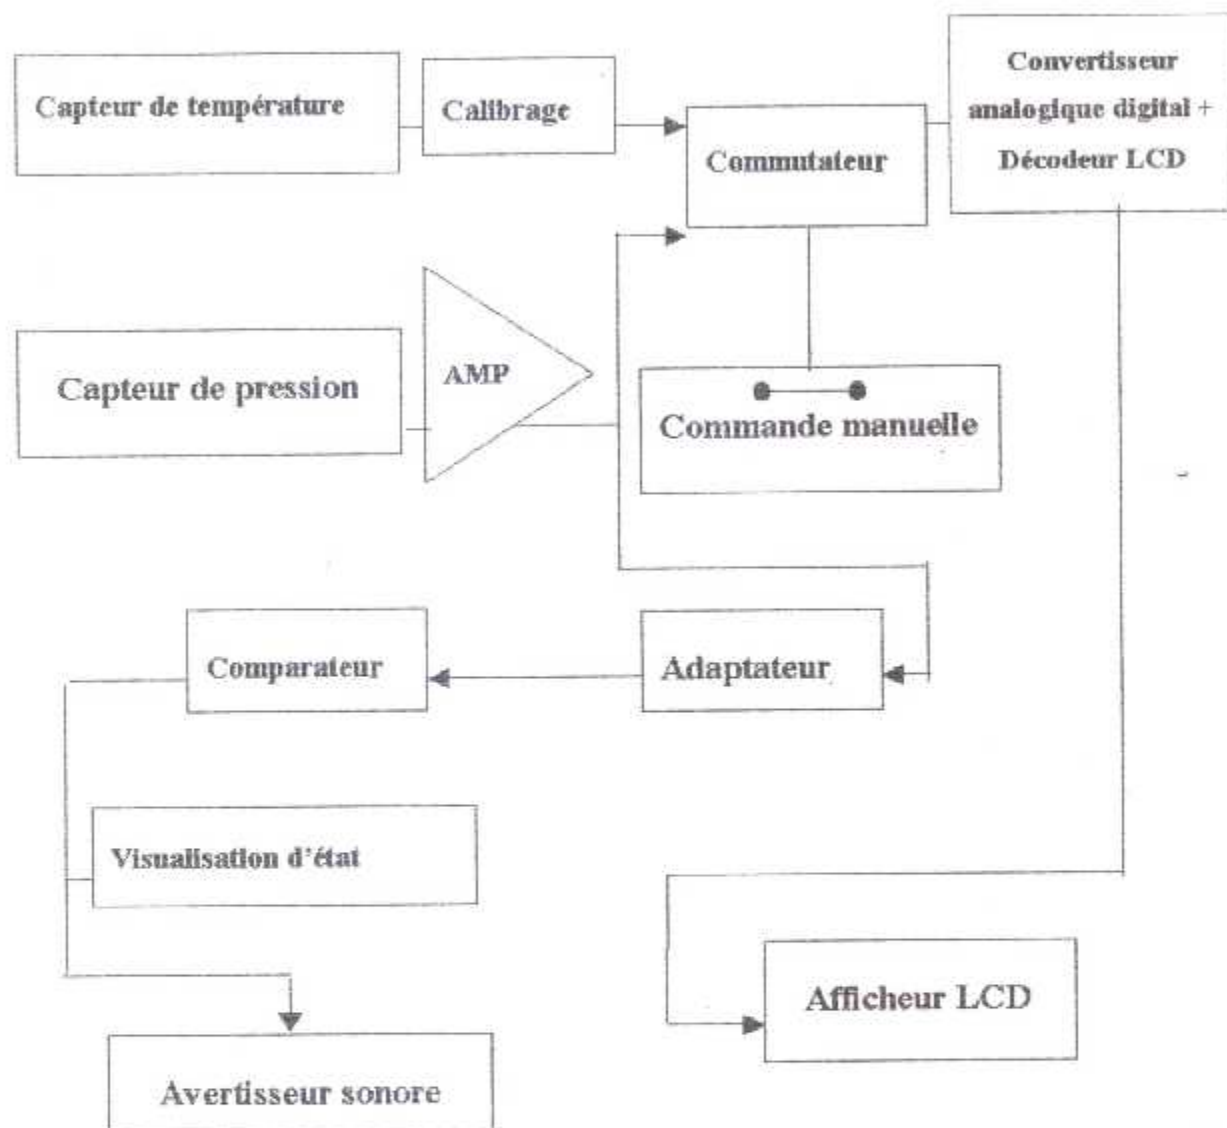 Capteur de température
Calibrage
Commutateur
Convertisseur
analogique digital +
Décodeur LCD
Capteur de pression
AMP
Commande manuelle
Comparateur
Adaptateur
Visualisation d'état
Afficheur LCD
Avertisseur sonore